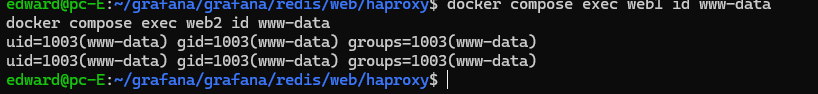 edward@pc-E:~/grafana/grafana/redis/web/haproxy$ docker compose exec web1 id www-data
docker compose exec web2 id www-data
uid=1003(www-data) gid=1003(www-data) groups=1003(www-data)
uid=1003(www-data) gid=1003(www-data) groups=1003(www-data)
edward@pc-E:~/grafana/grafana/redis/web/haproxy$